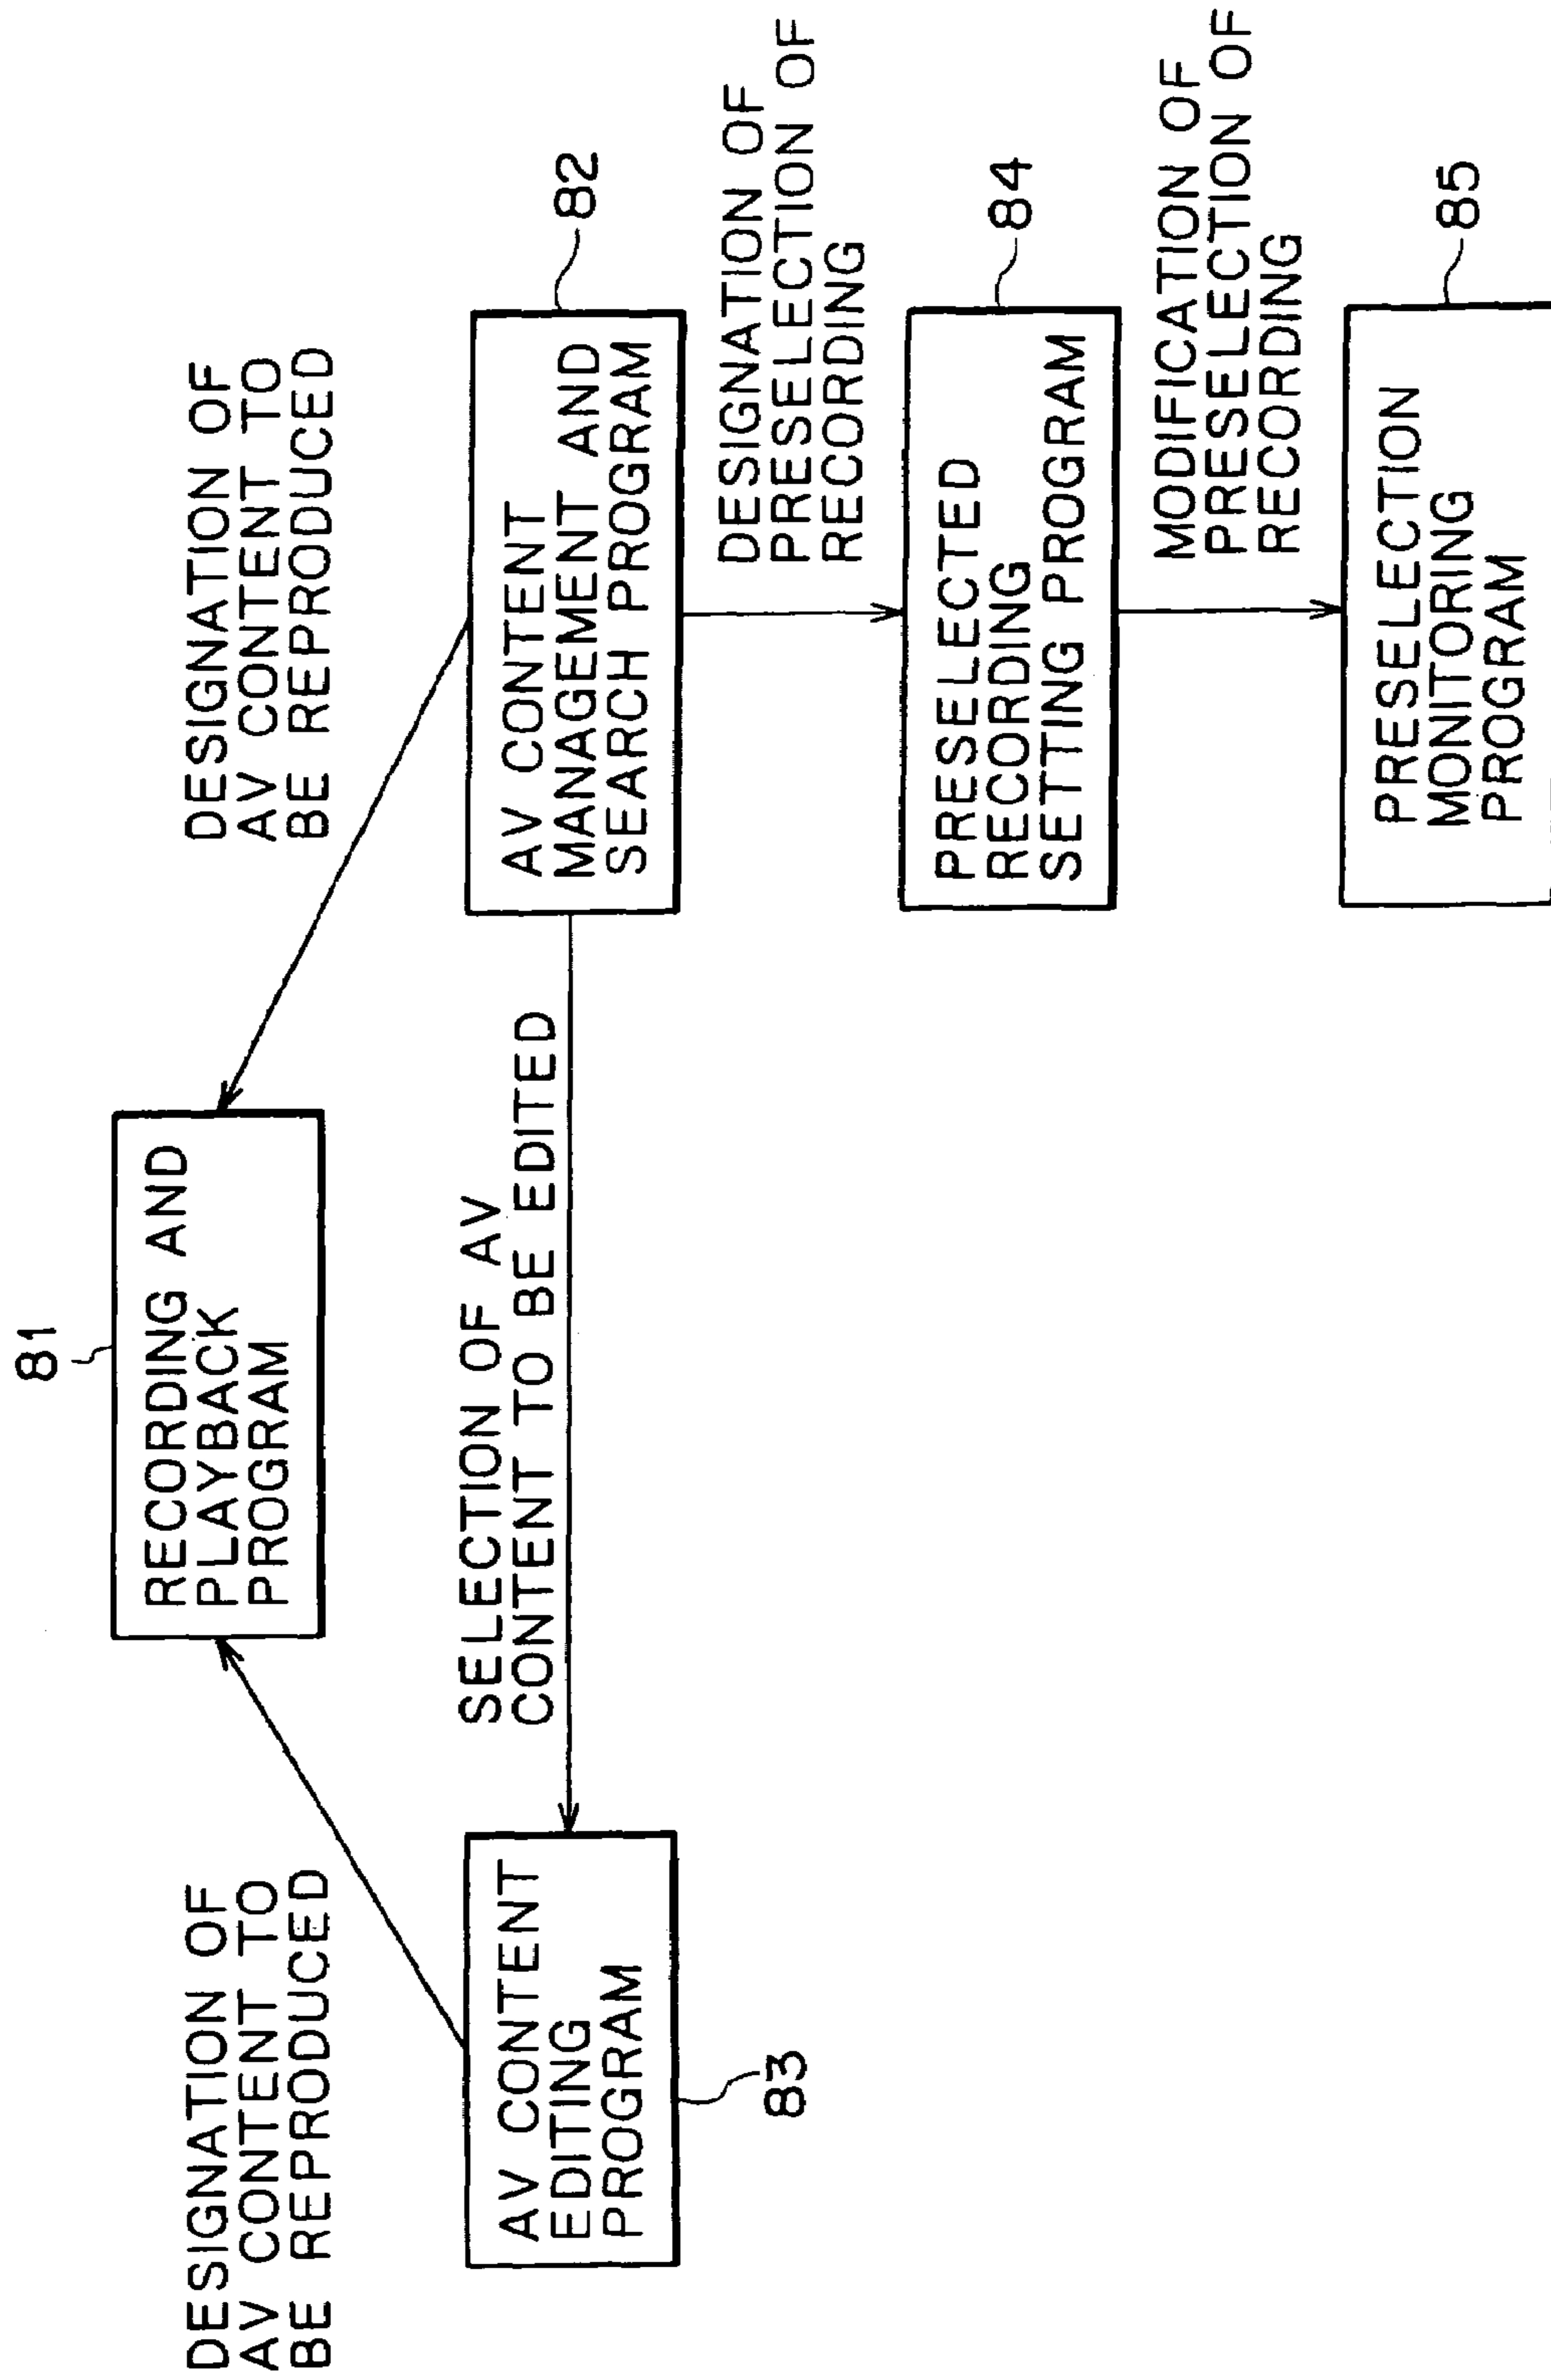 81
RECORDING AND
PLAYBACK
PROGRAM
DESIGNATION OF
AV CONTENT TO
BE REPRODUCED
DESIGNATION OF
AV CONTENT TO
BE REPRODUCED
SELECTION OF AV
CONTENT TO BE EDITED
AV CONTENT
EDITING
PROGRAM
83
AV CONTENT
MANAGEMENT AND
SEARCH PROGRAM
82
DESIGNATION OF
PRESELECTION OF
RECORDING
PRESELECTED
RECORDING
SETTING PROGRAM
84
MODIFICATION OF
PRESELECTION OF
RECORDING
PRESELECTION
MONITORING
PROGRAM
85